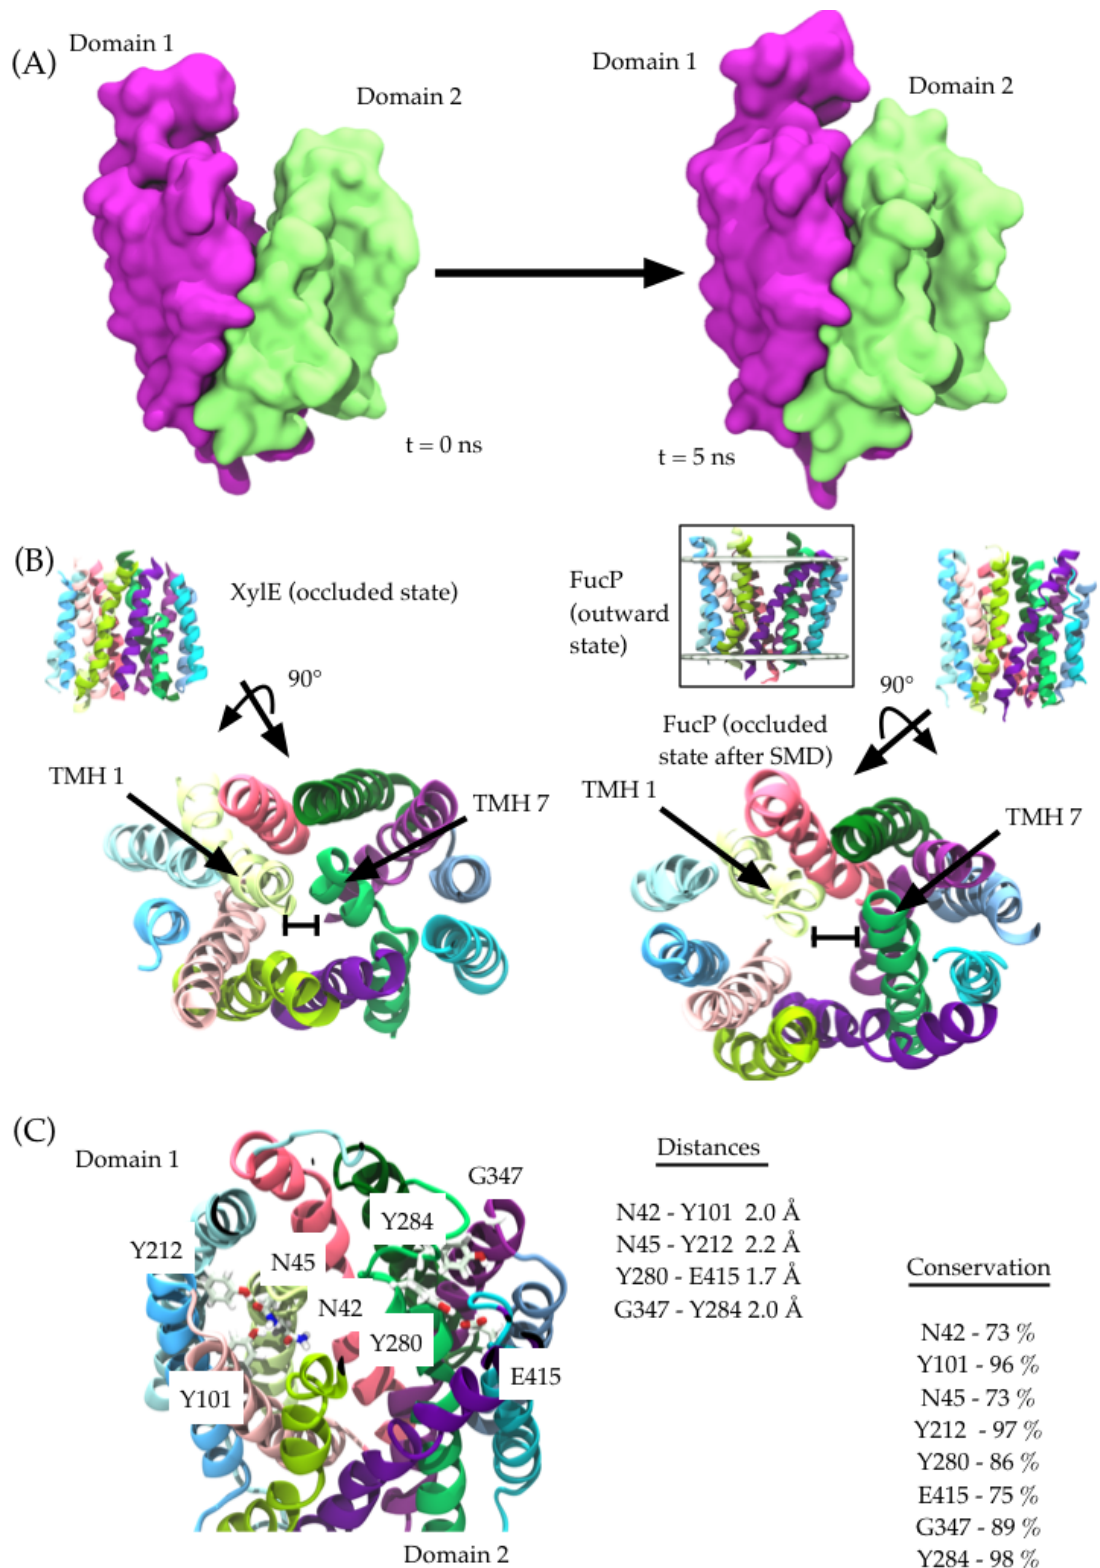 (A)
Domain 1
Domain 2
t = 0 ns
Domain 1
Domain 2
t = 5 ns
(B)
XylE (occluded state)
90°
TMH 1
TMH 7
FucP
(outward
state)
90°
FucP (occluded
state after SMD)
TMH 1
TMH 7
(C)
Domain 1
G347
Y284
Y212
N45
N42
Y280
E415
Y101
Domain 2
Distances
N42 - Y101 2.0 Å
N45 - Y212 2.2 Å
Y280 - E415 1.7 Å
G347 - Y284 2.0 Å
Conservation
N42 - 73 %
Y101 - 96 %
N45 - 73 %
Y212 - 97 %
Y280 - 86 %
E415 - 75 %
G347 - 89 %
Y284 - 98 %